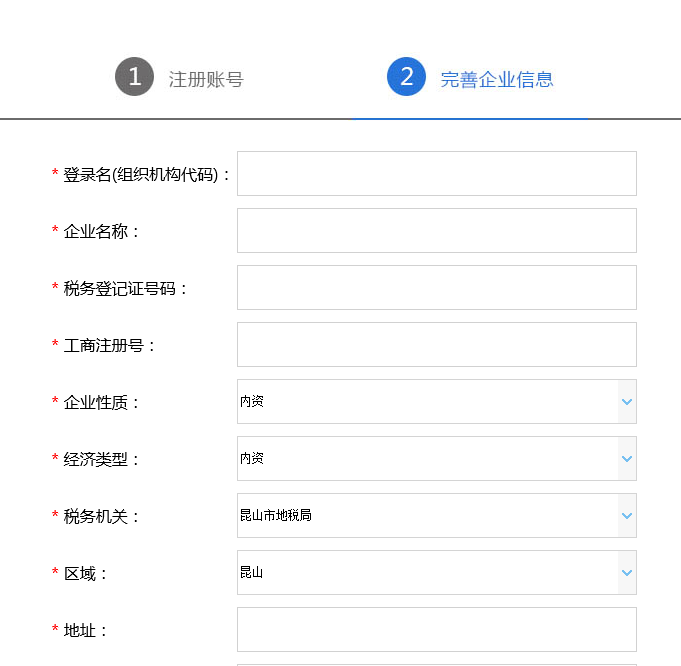 1 注册账号 2 完善企业信息
* 登录名(组织机构代码)：
* 企业名称：
* 税务登记证号码：
* 工商注册号：
* 企业性质： 内资
* 经济类型： 内资
* 税务机关： 昆山市地税局
* 区域： 昆山
* 地址：